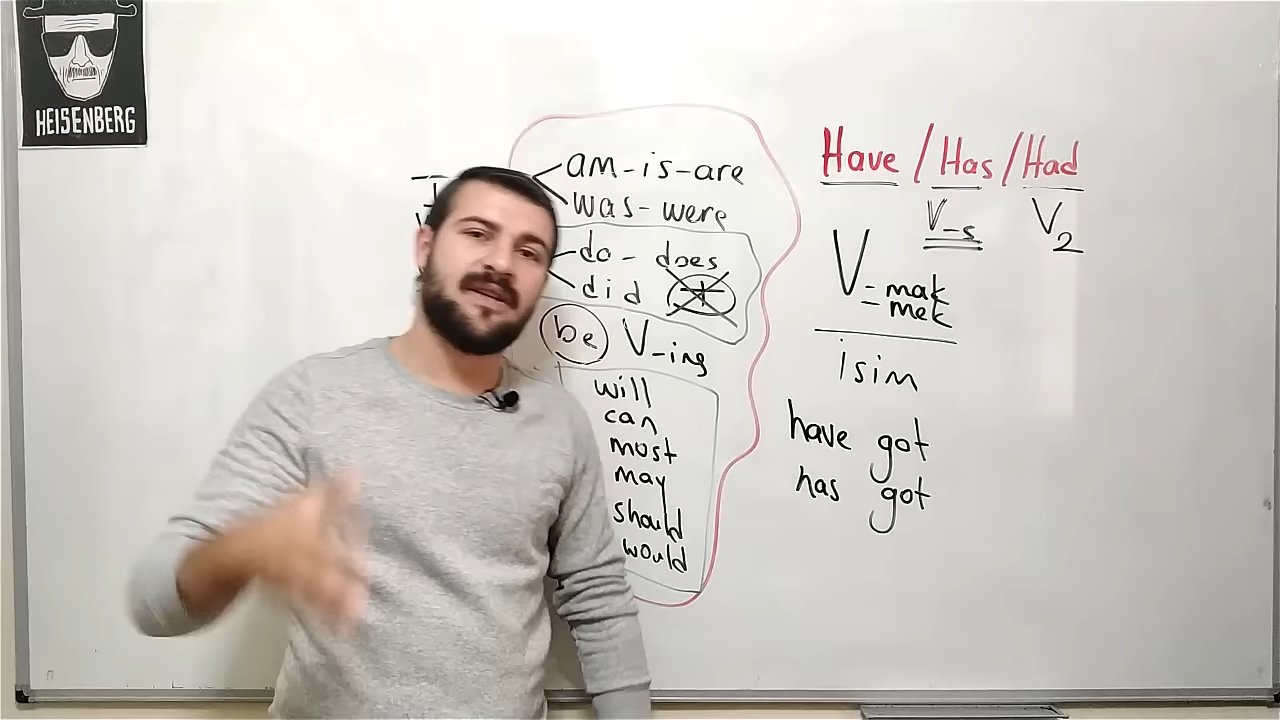 HEISENBERG
am-is-are
was-were
do - does
did +
be V-ing
will
can
must
may
should
would
Have / Has / Had
V-s V2
V-mak
-mek
isim
have got
has got